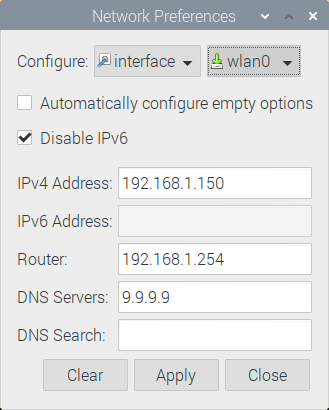 Network Preferences
Configure: interface wlan0
Automatically configure empty options
Disable IPv6
IPv4 Address: 192.168.1.150
IPv6 Address:
Router: 192.168.1.254
DNS Servers: 9.9.9.9
DNS Search:
Clear Apply Close